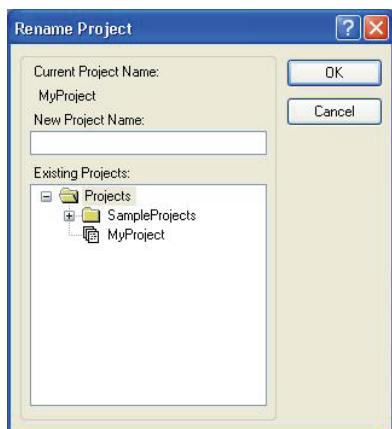 Rename Project
Current Project Name:
OK
MyProject
Cancel
New Project Name:
Existing Projects:
Projects
SampleProjects
MyProject